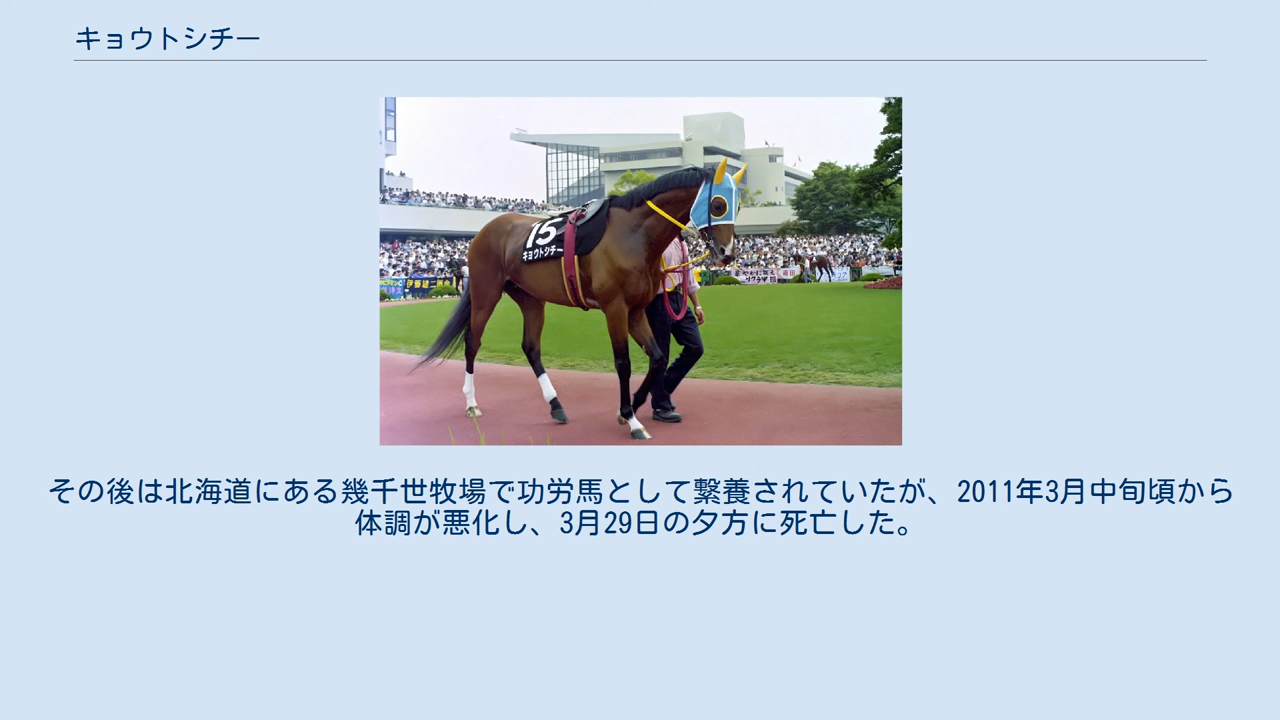 キョウトシチー
15
キョウトシチー
その後は北海道にある幾千世牧場で功労馬として繋養されていたが、2011年3月中旬頃から
体調が悪化し、3月29日の夕方に死亡した。